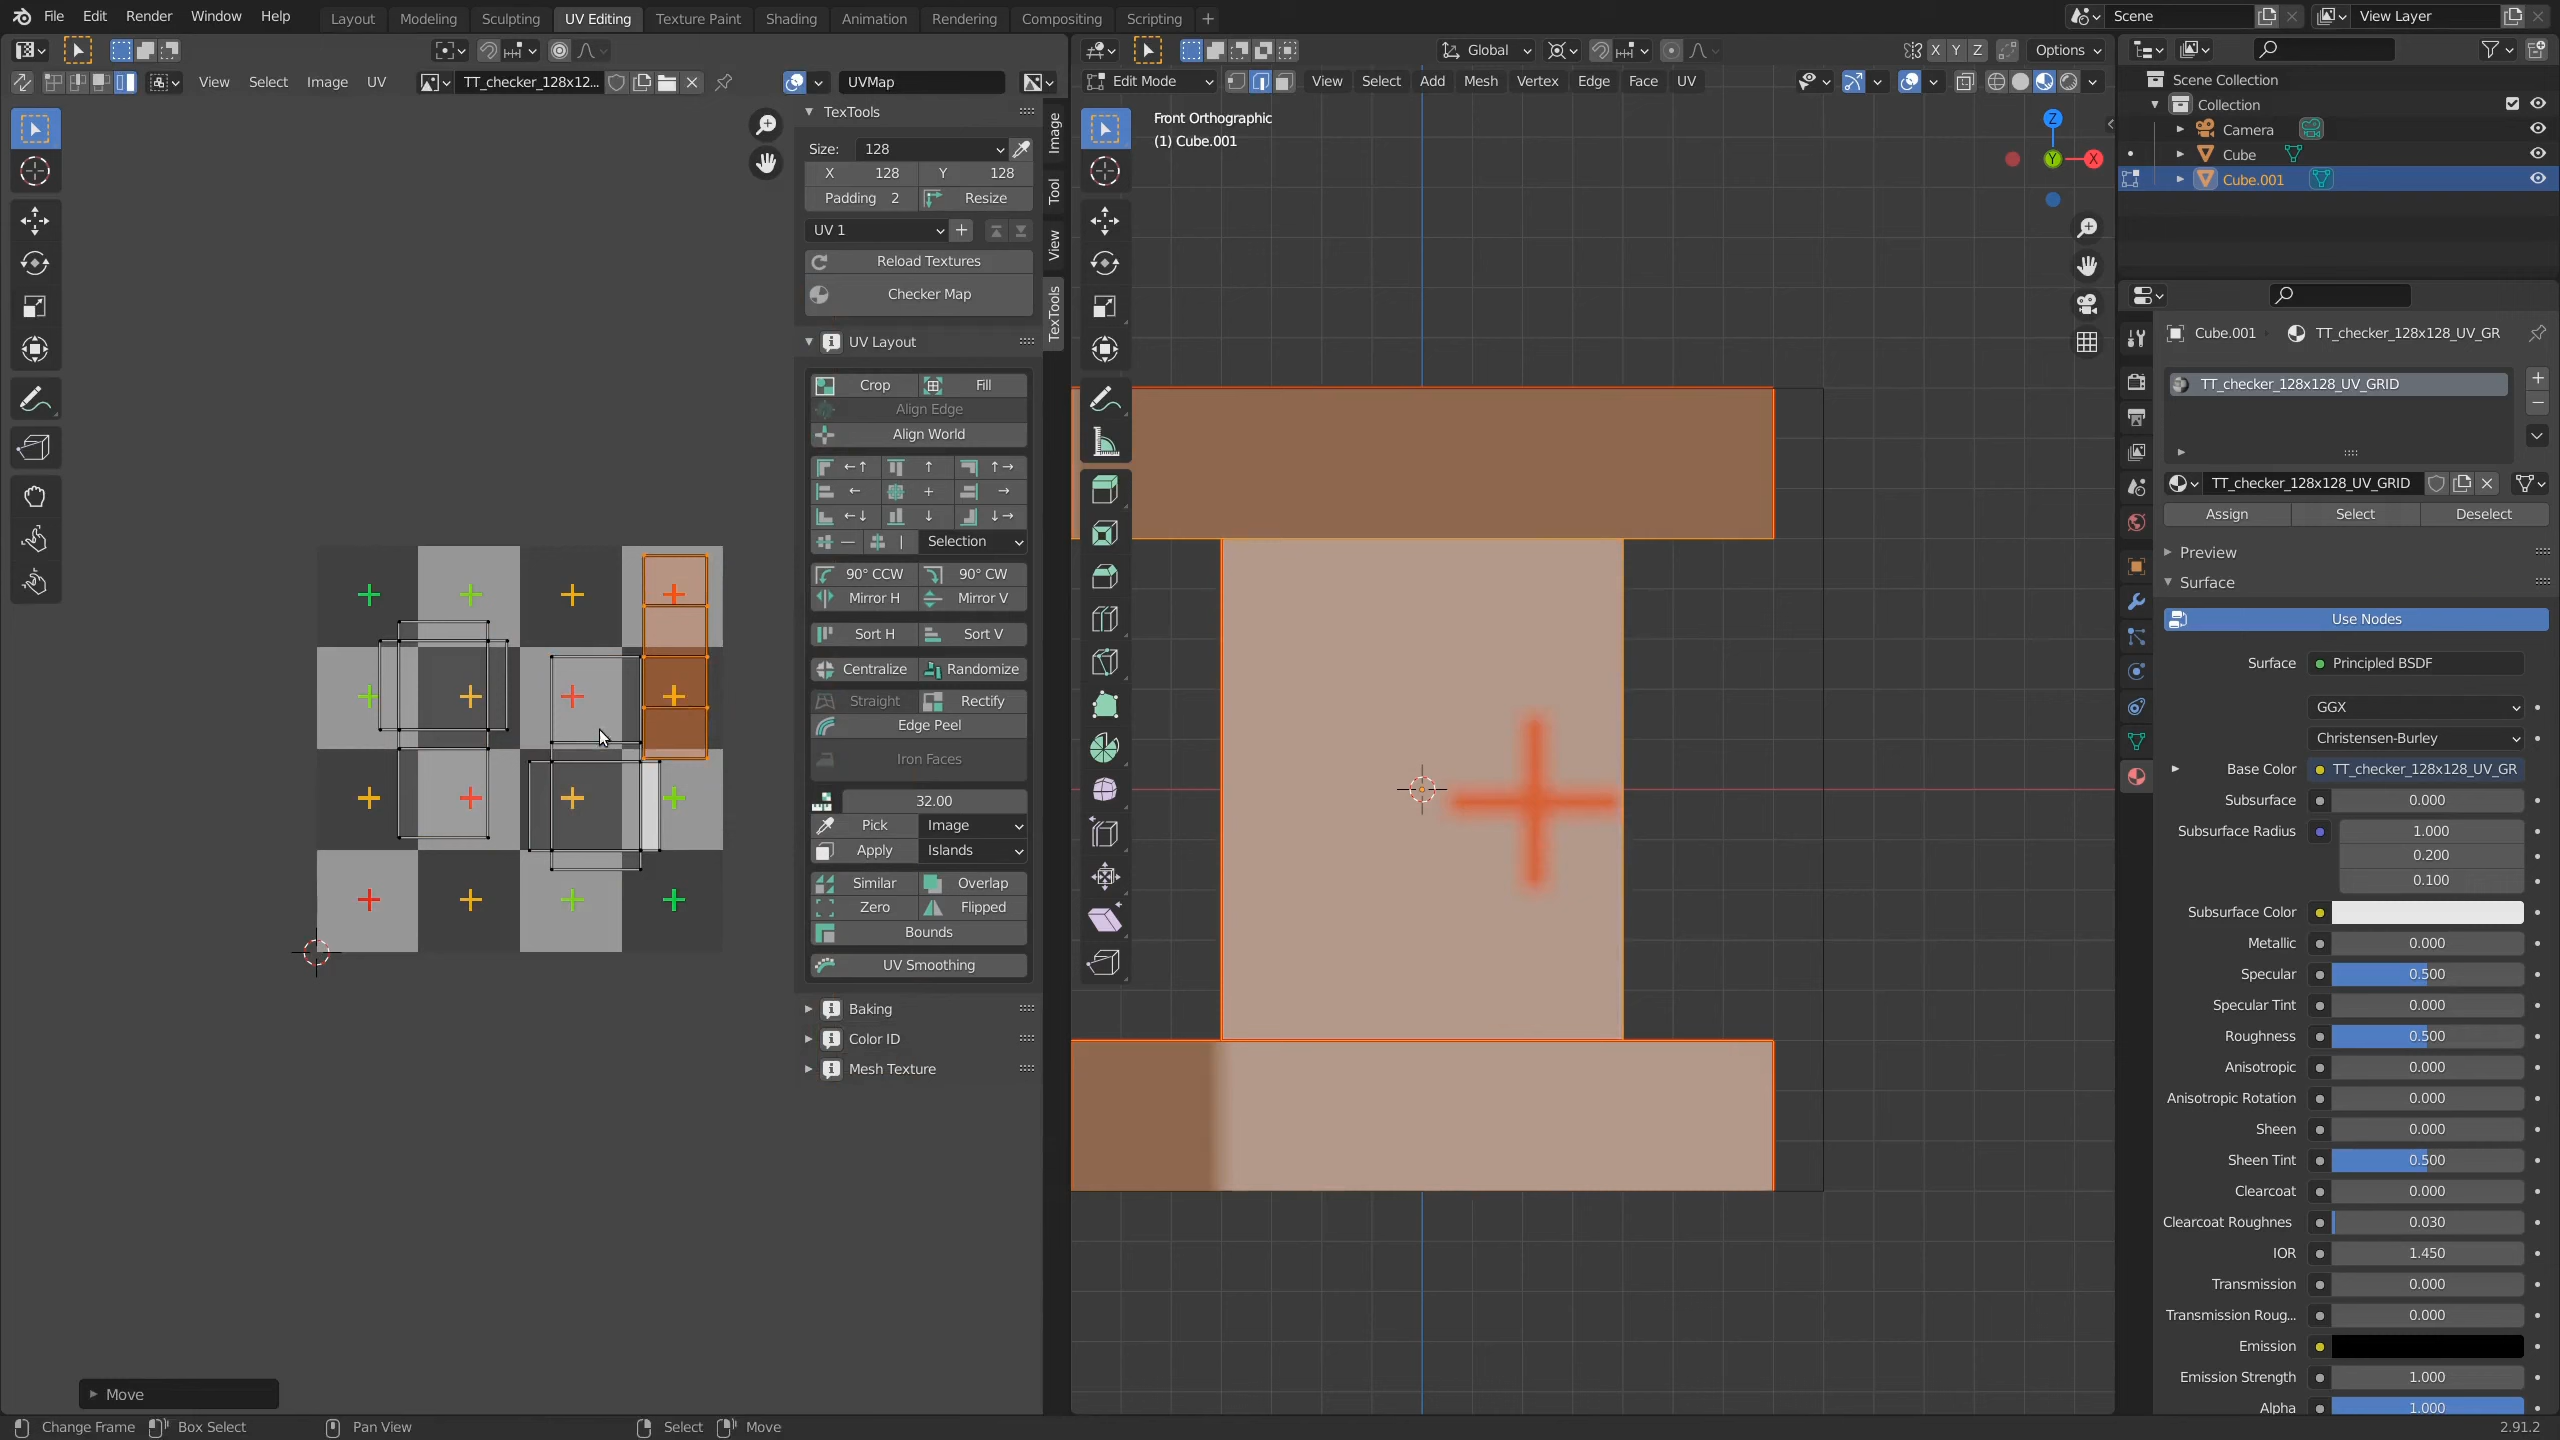 File Edit Render Window Help Layout Modeling Sculpting UV Editing Texture Paint Shading Animation Rendering Compositing Scripting + Scene View Layer
Global X Y Z Options
View Select Image UV TT_checker_128x12... UVMap Edit Mode View Select Add Mesh Vertex Edge Face UV
TexTools
Size: 128
X 128 Y 128
Padding 2 Resize
UV 1
Reload Textures
Checker Map
UV Layout
Crop Fill
Align Edge
Align World
Selection
90° CCW 90° CW
Mirror H Mirror V
Sort H Sort V
Centralize Randomize
Straight Rectify
Edge Peel
Iron Faces
32.00
Pick Image
Apply Islands
Similar Overlap
Zero Flipped
Bounds
UV Smoothing
Baking
Color ID
Mesh Texture
Image
Tool
View
TexTools
Move
Front Orthographic
(1) Cube.001
Z
Y
X
Scene Collection
Collection
Camera
Cube
Cube.001
Cube.001 TT_checker_128x128_UV_GR
TT_checker_128x128_UV_GRID
TT_checker_128x128_UV_GRID
Assign Select Deselect
Preview
Surface
Use Nodes
Surface Principled BSDF
GGX
Christensen-Burley
Base Color TT_checker_128x128_UV_GR
Subsurface 0.000
Subsurface Radius 1.000
0.200
0.100
Subsurface Color
Metallic 0.000
Specular 0.500
Specular Tint 0.000
Roughness 0.500
Anisotropic 0.000
Anisotropic Rotation 0.000
Sheen 0.000
Sheen Tint 0.500
Clearcoat 0.000
Clearcoat Roughnes 0.030
IOR 1.450
Transmission 0.000
Transmission Roug... 0.000
Emission
Emission Strength 1.000
Alpha 1.000
Change Frame Box Select Pan View Select Move 2.91.2